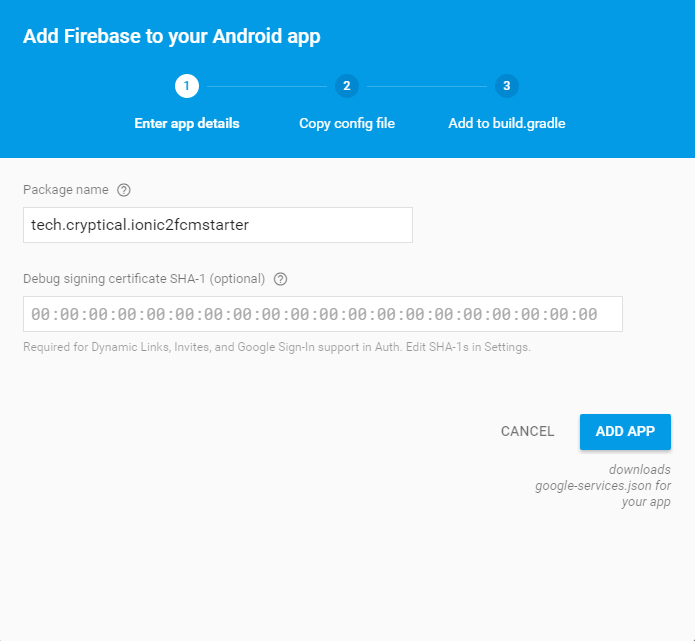 Add Firebase to your Android app
1 2 3
Enter app details Copy config file Add to build.gradle
Package name ?
tech.cryptical.ionic2fcmstarter
Debug signing certificate SHA-1 (optional) ?
00:00:00:00:00:00:00:00:00:00:00:00:00:00:00:00:00:00:00:00
Required for Dynamic Links, Invites, and Google Sign-In support in Auth. Edit SHA-1s in Settings.
CANCEL ADD APP
downloads
google-services.json for
your app